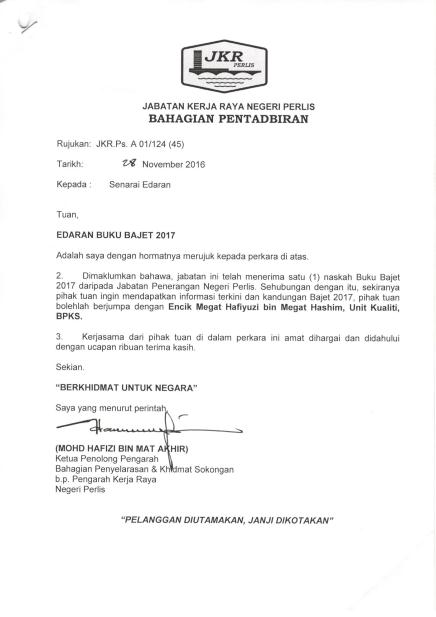 JKR
PERLIS
JABATAN KERJA RAYA NEGERI PERLIS
BAHAGIAN PENTADBIRAN
Rujukan: JKR.Ps. A 01/124 (45)
Tarikh: 28 November 2016
Kepada : Senarai Edaran
Tuan,
EDARAN BUKU BAJET 2017
Adalah saya dengan hormatnya merujuk kepada perkara di atas.
2. Dimaklumkan bahawa, jabatan ini telah menerima satu (1) naskah Buku Bajet
2017 daripada Jabatan Penerangan Negeri Perlis. Sehubungan dengan itu, sekiranya
pihak tuan ingin mendapatkan informasi terkini dan kandungan Bajet 2017, pihak tuan
bolehlah berjumpa dengan Encik Megat Hafiyuzi bin Megat Hashim, Unit Kualiti,
BPKS.
3. Kerjasama dari pihak tuan di dalam perkara ini amat dihargai dan didahului
dengan ucapan ribuan terima kasih.
Sekian.
“BERKHIDMAT UNTUK NEGARA”
Saya yang menurut perintah,
(MOHD HAFIZI BIN MAT AKHIR)
Ketua Penolong Pengarah
Bahagian Penyelarasan & Khidmat Sokongan
b.p. Pengarah Kerja Raya
Negeri Perlis
“PELANGGAN DIUTAMAKAN, JANJI DIKOTAKAN”